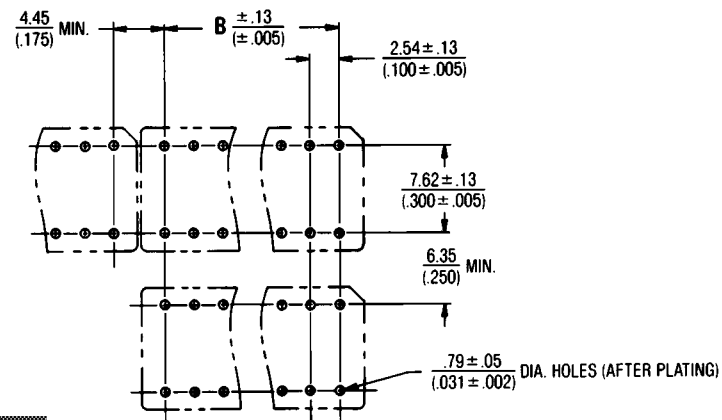 4.45 MIN.
(.175)
B ±.13
(±.005)
2.54±.13
(.100±.005)
7.62±.13
(.300±.005)
6.35 MIN.
(.250)
.79±.05 DIA. HOLES (AFTER PLATING)
(.031±.002)